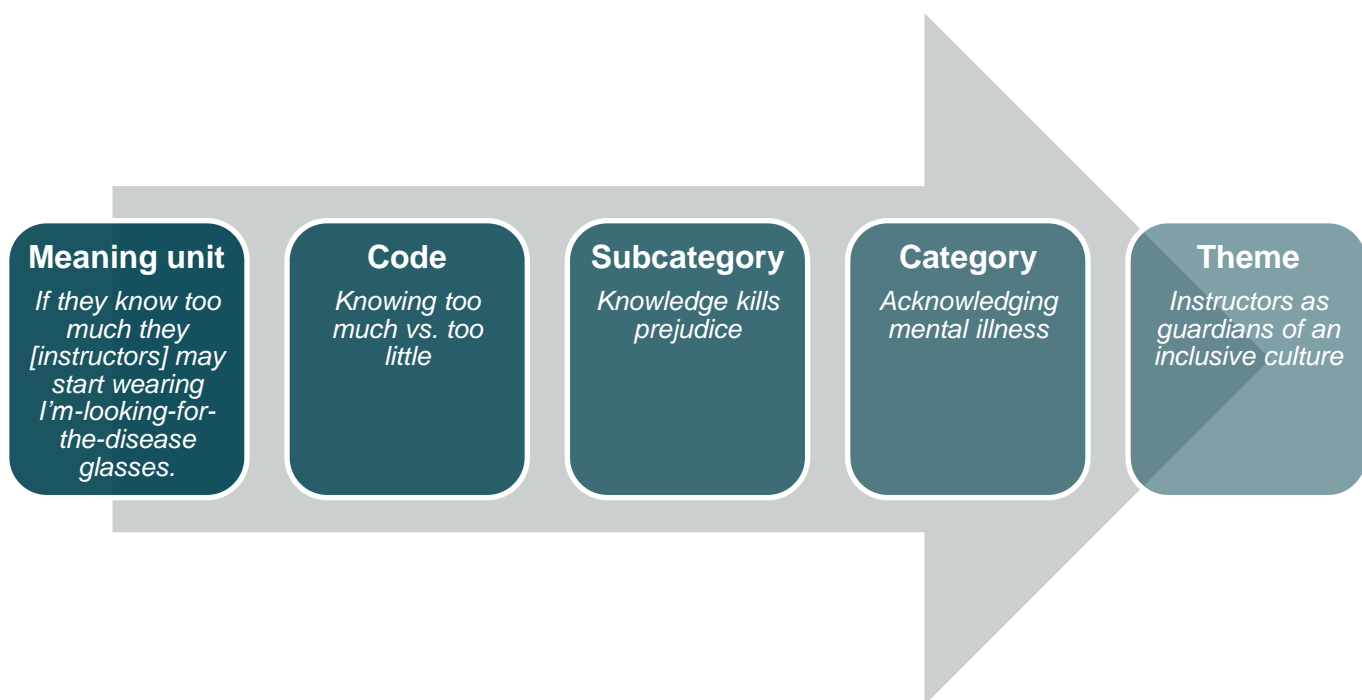 Meaning unit
If they know too
much they
[instructors] may
start wearing
I'm-looking-for-
the-disease
glasses.
Code
Knowing too
much vs. too
little
Subcategory
Knowledge kills
prejudice
Category
Acknowledging
mental illness
Theme
Instructors as
guardians of an
inclusive culture